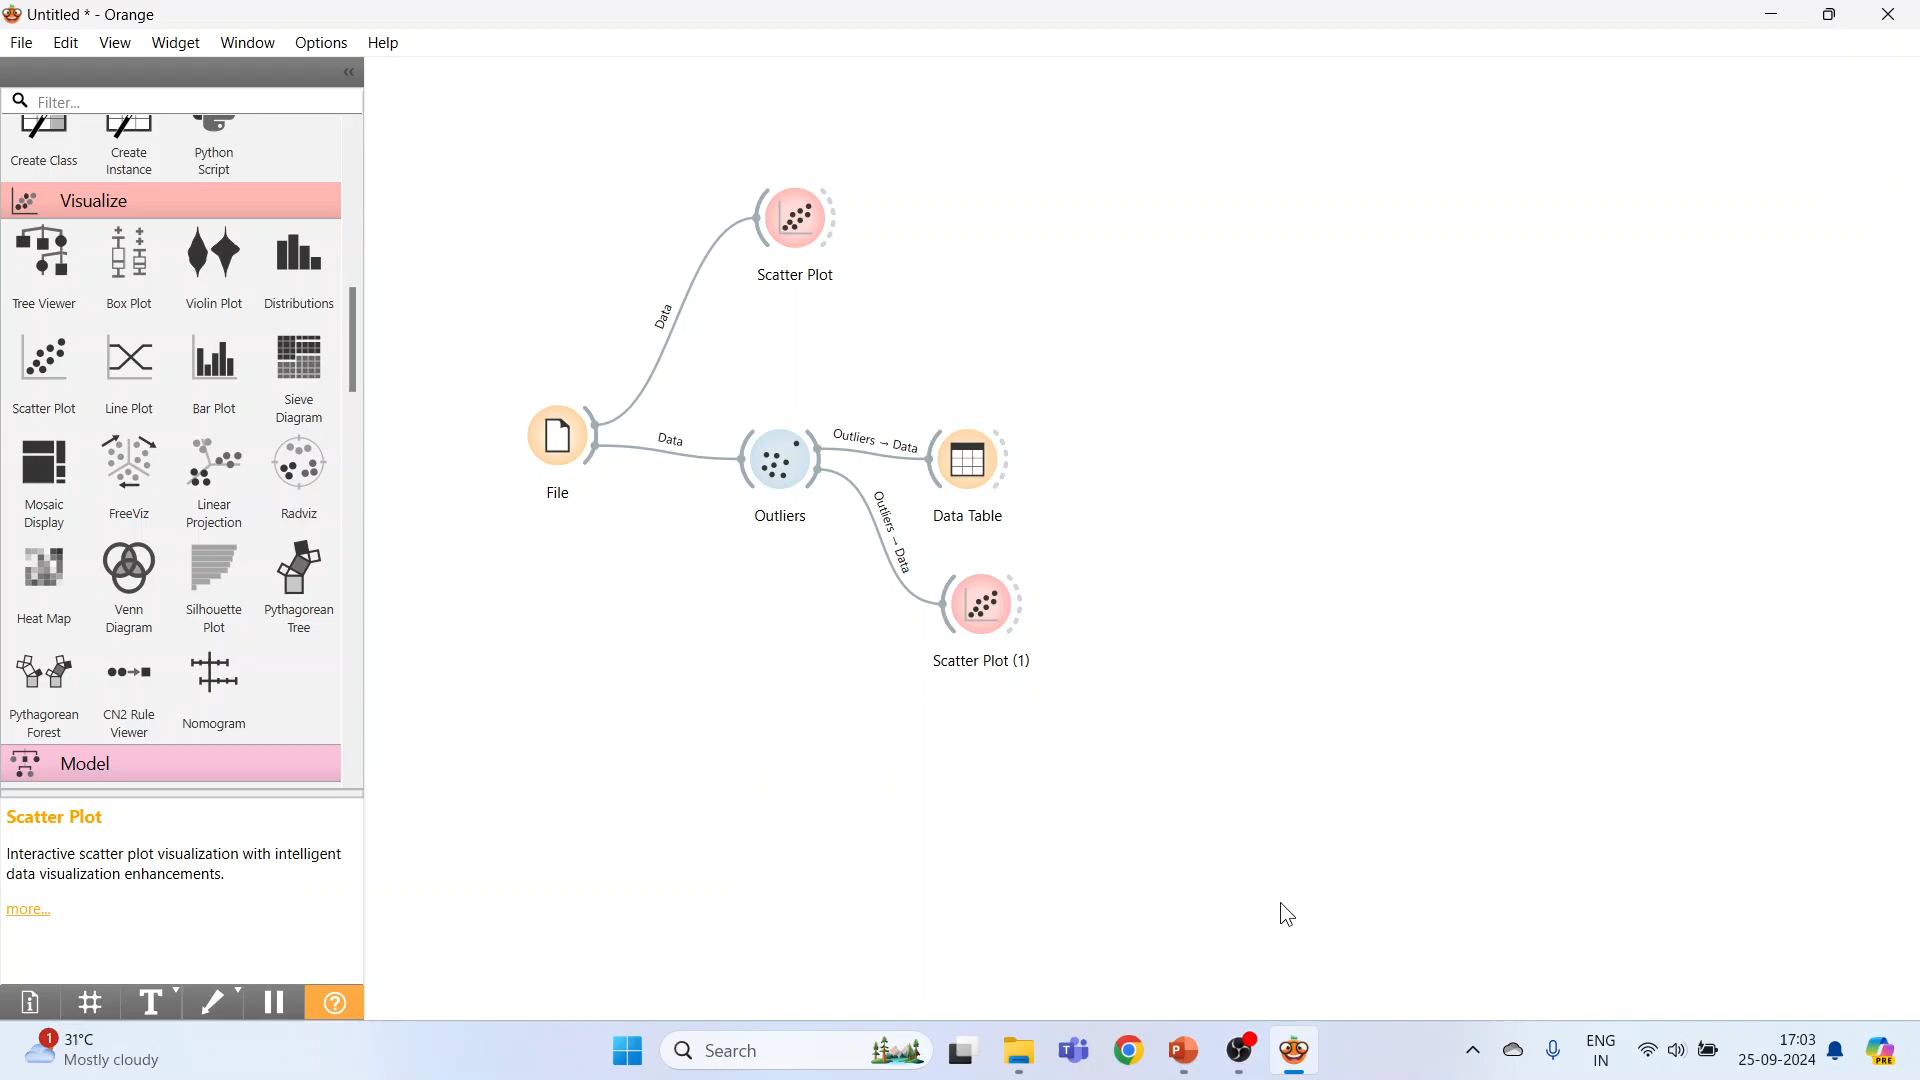 Untitled * - Orange
File Edit View Widget Window Options Help
Filter...
Create Class
Create Instance
Python Script
Visualize
Tree Viewer
Box Plot
Violin Plot
Distributions
Scatter Plot
Line Plot
Bar Plot
Sieve Diagram
Mosaic Display
FreeViz
Linear Projection
Radviz
Heat Map
Venn Diagram
Silhouette Plot
Pythagorean Tree
Pythagorean Forest
CN2 Rule Viewer
Nomogram
Model
Scatter Plot
Interactive scatter plot visualization with intelligent
data visualization enhancements.
more...
Scatter Plot
Data
File
Data
Outliers
Outliers → Data
Data Table
Outliers → Data
Scatter Plot (1)
1
31°C
Mostly cloudy
Search
ENG
IN
17:03
25-09-2024
PRE